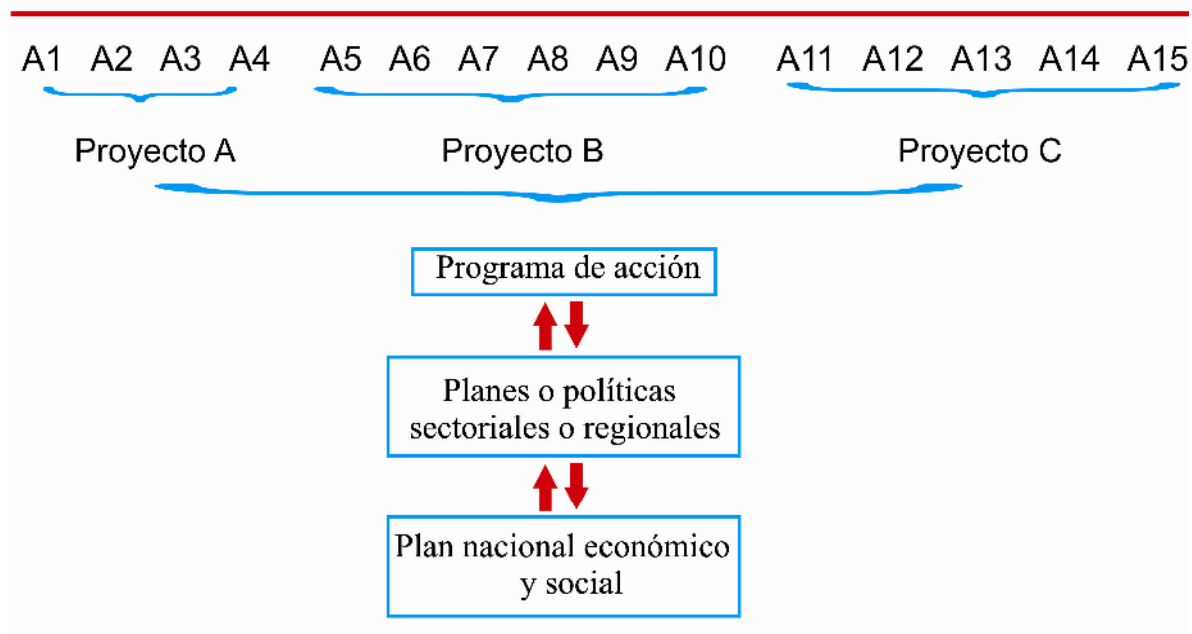 A1 A2 A3 A4 A5 A6 A7 A8 A9 A10 A11 A12 A13 A14 A15
Proyecto A Proyecto B Proyecto C
Programa de acción
Planes o políticas
sectoriales o regionales
Plan nacional económico
y social